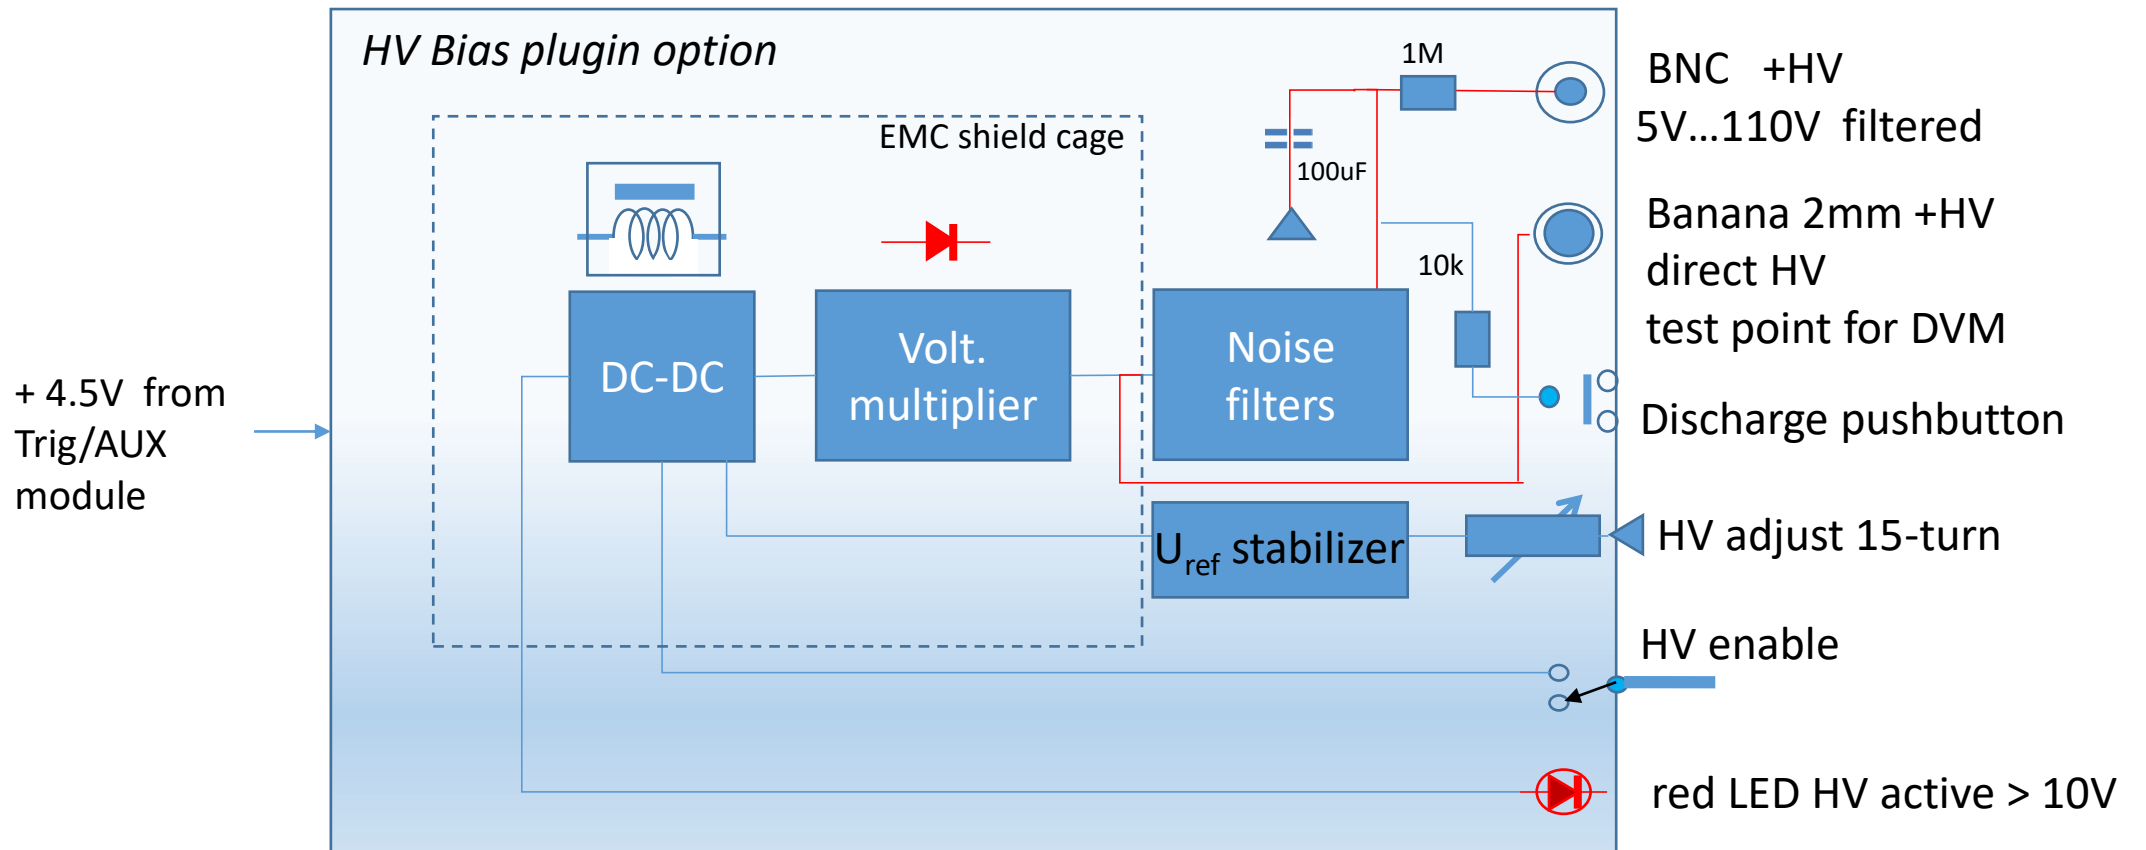 HV Bias plugin option
1M
BNC +HV
5V...110V filtered
EMC shield cage
100uF
Banana 2mm +HV
direct HV
test point for DVM
10k
DC-DC
Volt.
multiplier
Noise
filters
+ 4.5V from
Trig/AUX
module
Discharge pushbutton
Uref stabilizer
HV adjust 15-turn
HV enable
red LED HV active > 10V